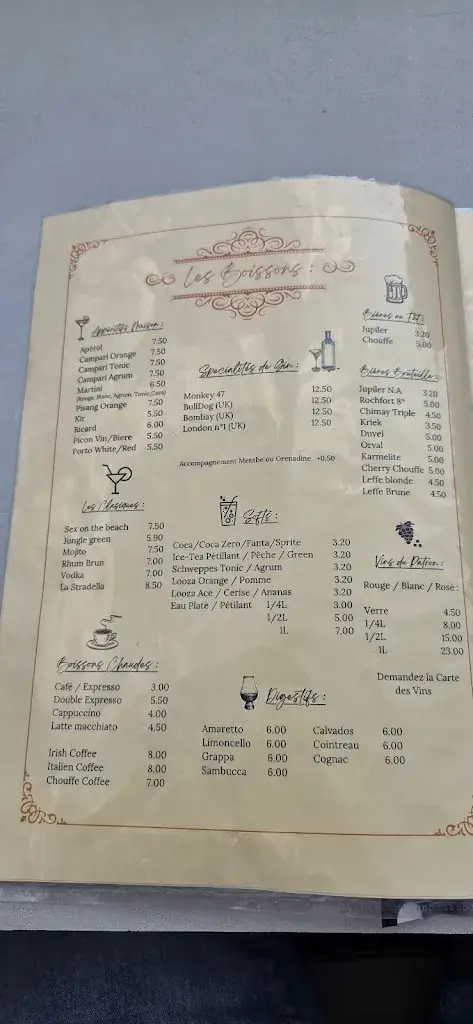 Les Boissons :
Apéritifs Maison :
Apérol 7.50
Campari Orange 7.50
Campari Tonic 7.50
Campari Agrum 7.50
Martini 6.50
(Rouge, Blanc, Agrum, Tonic, Cava)
Pisang Orange 7.50
Kir 5.50
Ricard 6.00
Picon Vin/Biere 5.50
Porto White/Red 5.50
Specialités de Gin :
Monkey 47 12.50
BullDog (UK) 12.50
Bombay (UK) 12.50
London n°1 (UK) 12.50
Accompagnement Menthe ou Grenadine +0.50
Bières au Fût :
Jupiler 3.20
Chouffe 5.00
Bières Bouteille :
Jupiler N.A 3.20
Rochfort 8° 5.00
Chimay Triple 4.50
Kriek 3.50
Duvel 5.00
Orval 5.00
Karmelite 5.00
Cherry Chouffe 5.00
Leffe blonde 4.50
Leffe Brune 4.50
Les Clasiques :
Sex on the beach 7.50
Jungle green 5.90
Mojito 7.50
Rhum Brun 7.00
Vodka 7.00
La Stradella 8.50
Softs :
Coca/Coca Zero/Fanta/Sprite 3.20
Ice-Tea Pétillant / Pêche / Green 3.20
Schweppes Tonic / Agrum 3.20
Looza Orange / Pomme 3.20
Looza Ace / Cerise / Ananas 3.20
Eau Plate / Pétilant 1/4L 3.00
1/2L 5.00
1L 7.00
Vins du Patron :
Rouge / Blanc / Rosé :
Verre 4.50
1/4L 8.00
1/2L 15.00
1L 23.00
Demandez la Carte
des Vins
Boissons Chaudes :
Café / Expresso 3.00
Double Expresso 5.50
Cappuccino 4.00
Latte macchiato 4.50
Irish Coffee 8.00
Italien Coffee 8.00
Chouffe Coffee 7.00
Digestifs :
Amaretto 6.00
Limoncello 6.00
Grappa 6.00
Sambucca 6.00
Calvados 6.00
Cointreau 6.00
Cognac 6.00